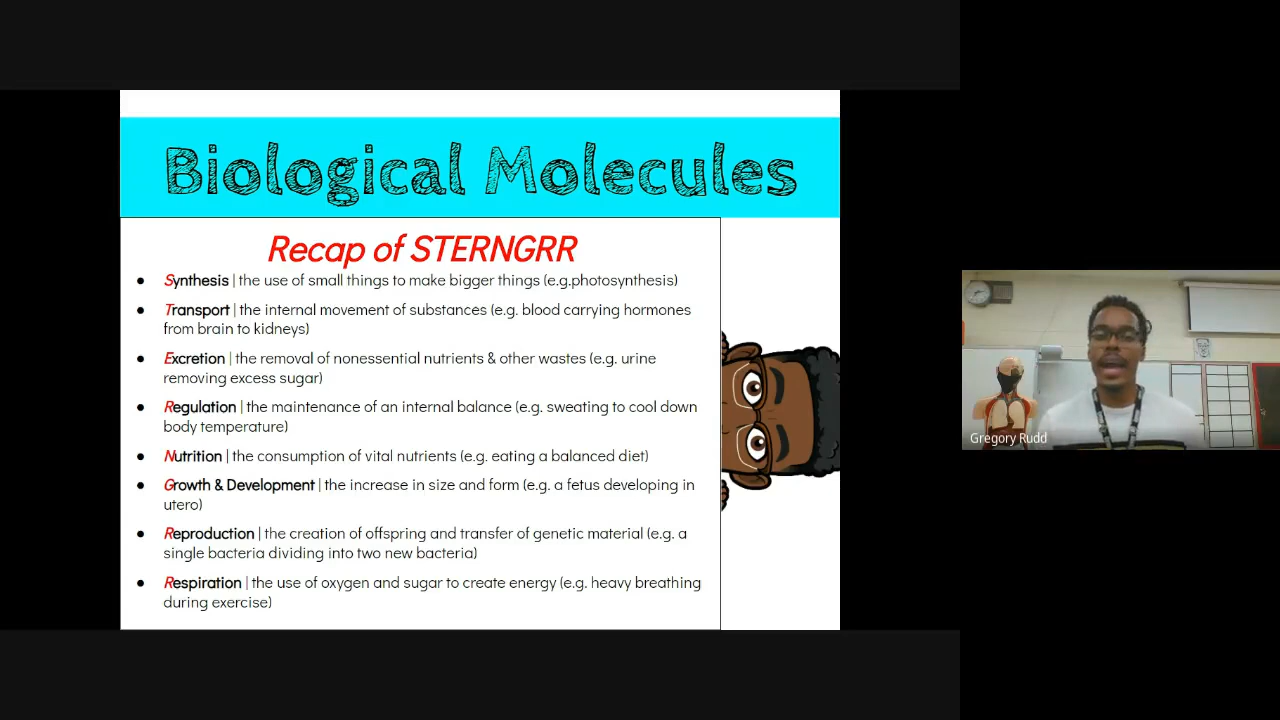 Biological Molecules
Recap of STERNGRR
● Synthesis | the use of small things to make bigger things (e.g.photosynthesis)
● Transport | the internal movement of substances (e.g. blood carrying hormones
from brain to kidneys)
● Excretion | the removal of nonessential nutrients & other wastes (e.g. urine
removing excess sugar)
● Regulation | the maintenance of an internal balance (e.g. sweating to cool down
body temperature)
● Nutrition | the consumption of vital nutrients (e.g. eating a balanced diet)
● Growth & Development | the increase in size and form (e.g. a fetus developing in
utero)
● Reproduction | the creation of offspring and transfer of genetic material (e.g. a
single bacteria dividing into two new bacteria)
● Respiration | the use of oxygen and sugar to create energy (e.g. heavy breathing
during exercise)
Gregory Rudd